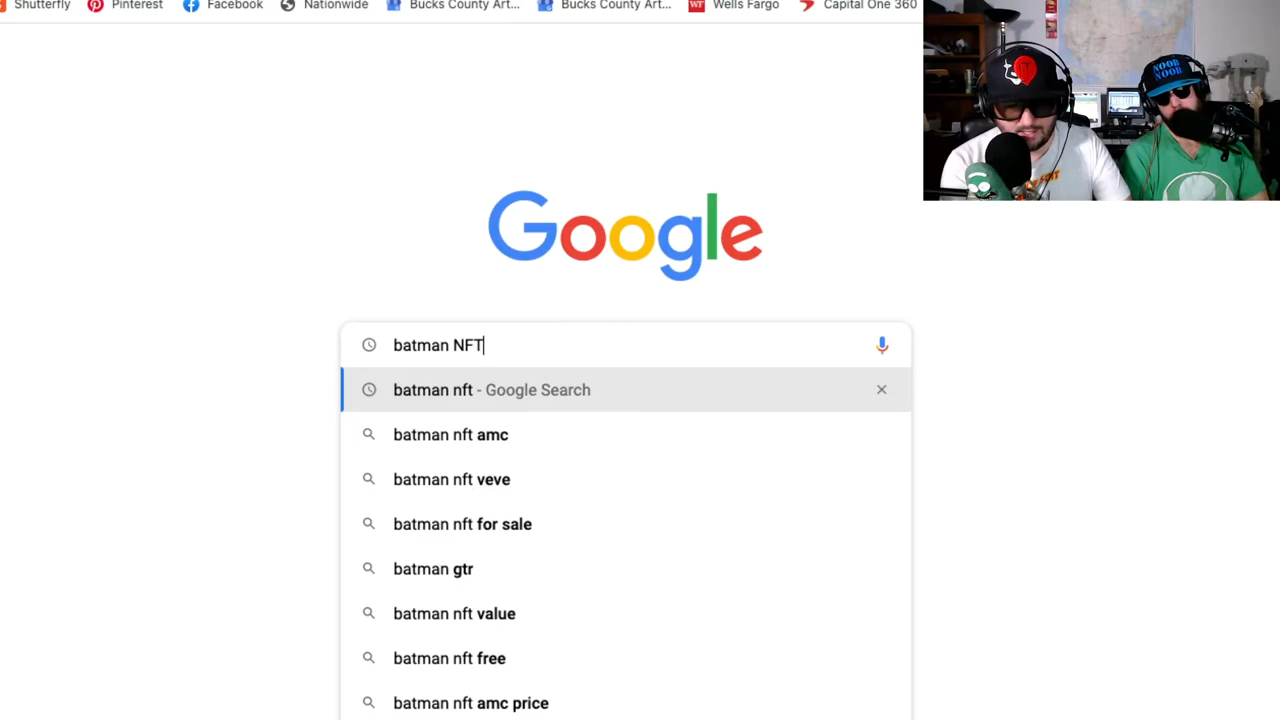 Shutterfly Pinterest Facebook Nationwide Bucks County Art... Bucks County Art... Wells Fargo Capital One 360
NOOB
NOOB
Google
batman NFT
batman nft - Google Search
batman nft amc
batman nft veve
batman nft for sale
batman gtr
batman nft value
batman nft free
batman nft amc price